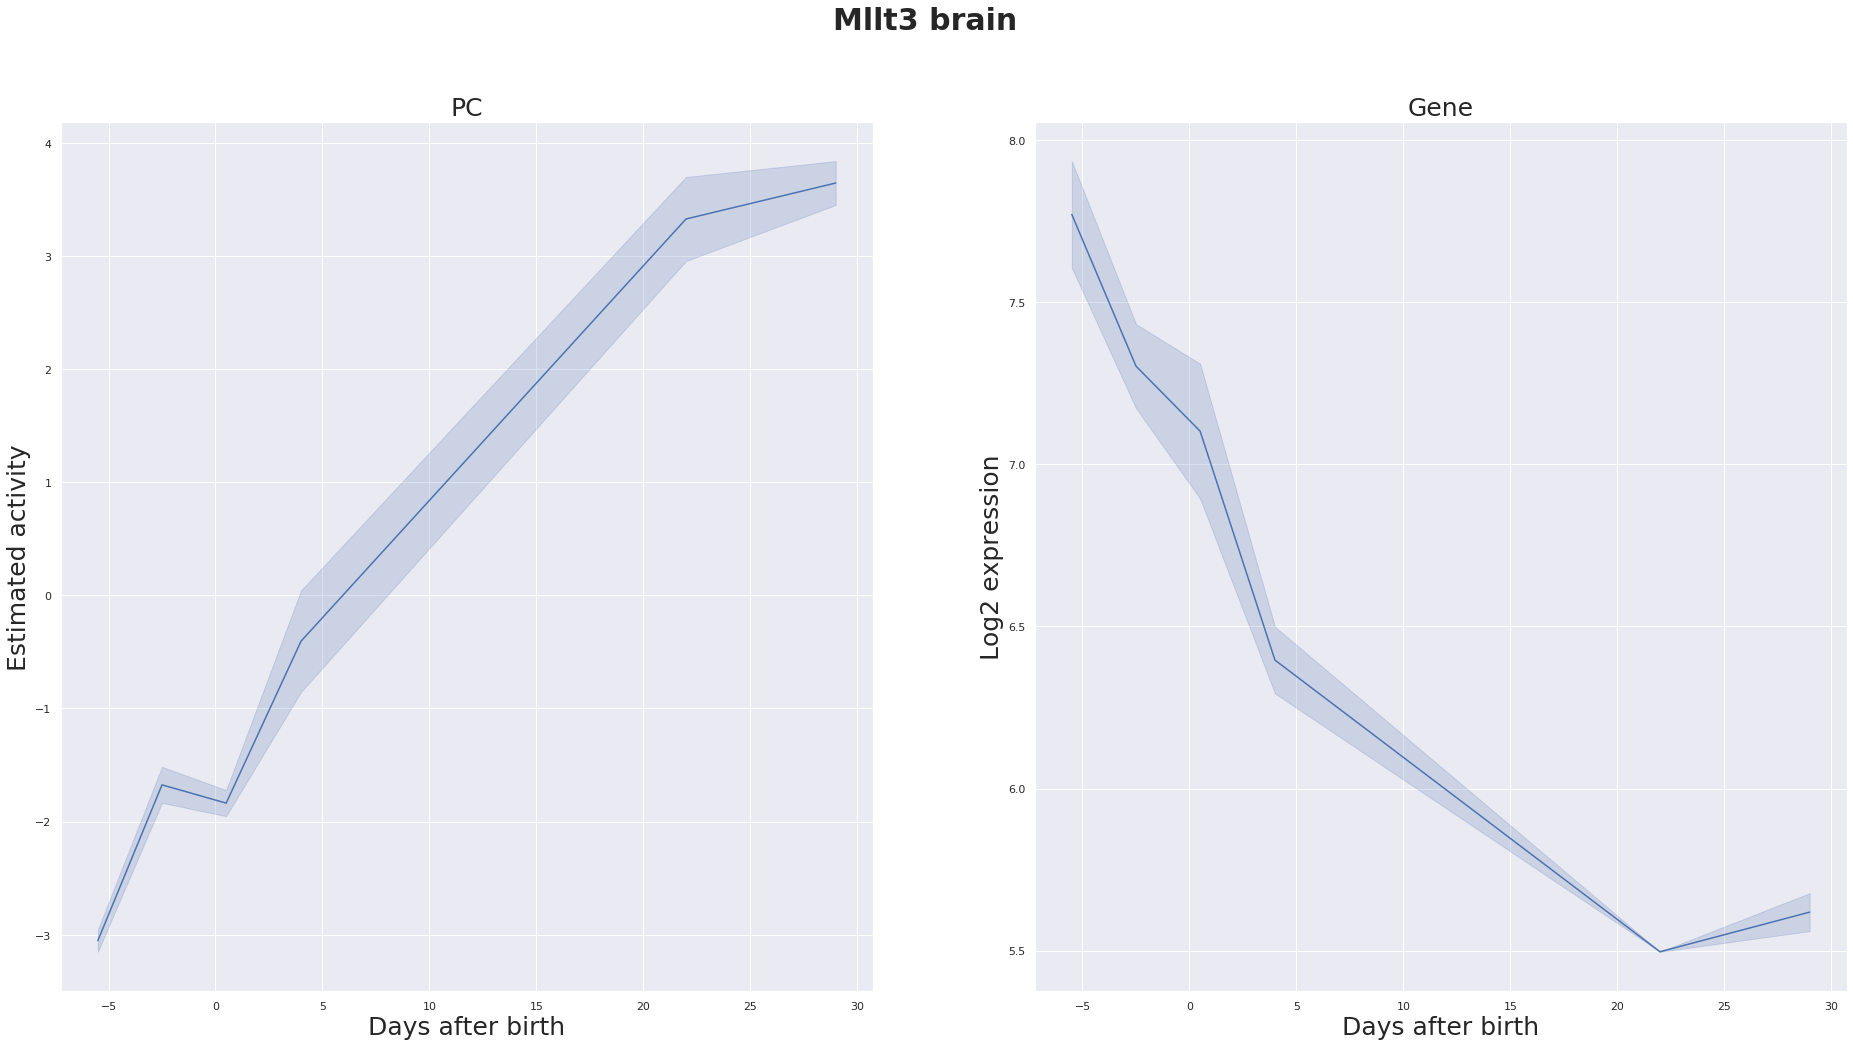 Mllt3 brain
PC
Estimated activity
4
3
2
1
0
−1
−2
−3
−5 0 5 10 15 20 25 30
Days after birth
Gene
Log2 expression
8.0
7.5
7.0
6.5
6.0
5.5
−5 0 5 10 15 20 25 30
Days after birth